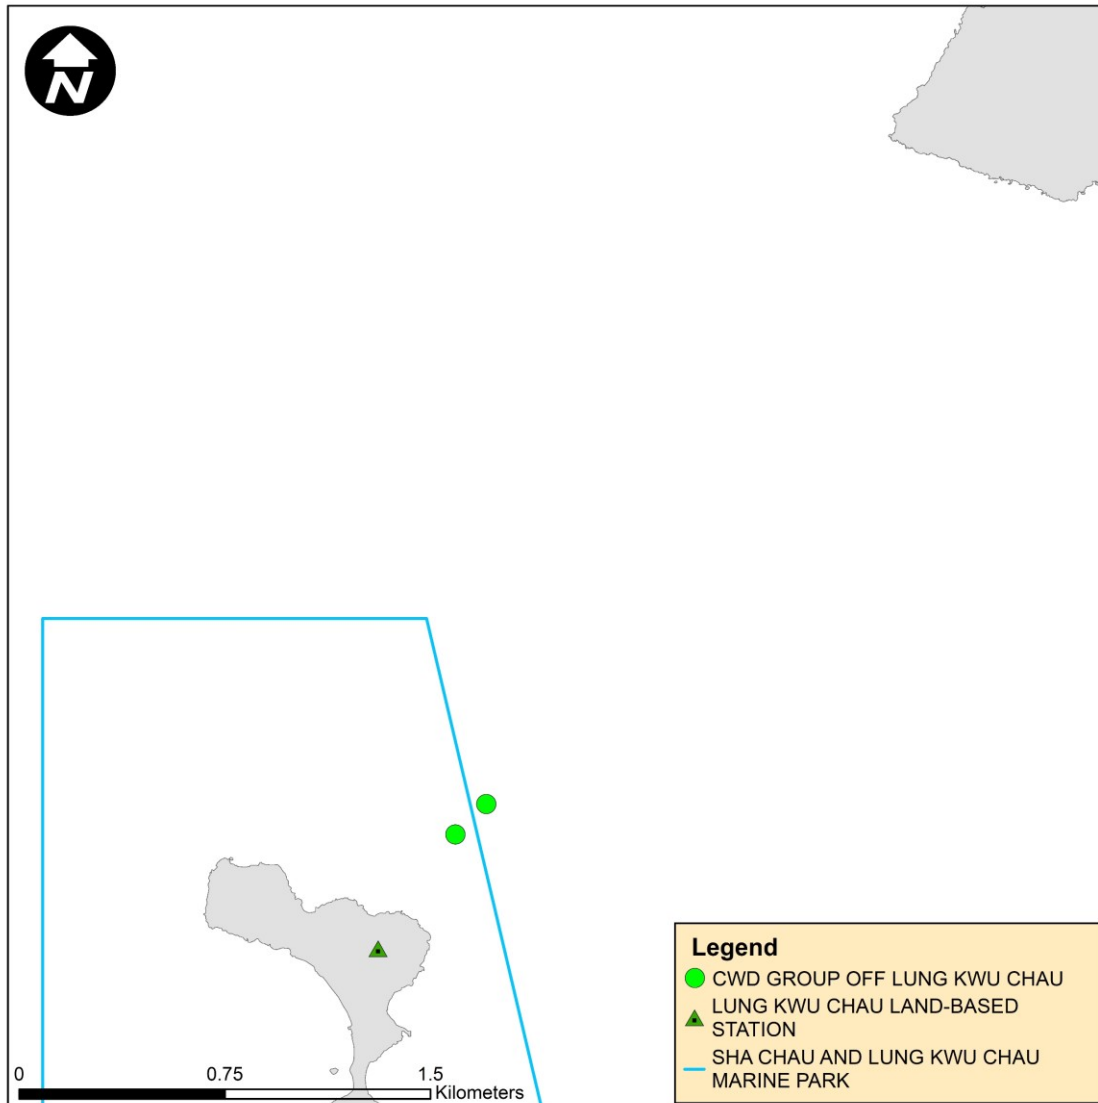 N
Legend
CWD GROUP OFF LUNG KWU CHAU
LUNG KWU CHAU LAND-BASED
STATION
SHA CHAU AND LUNG KWU CHAU
MARINE PARK
0 0.75 1.5
Kilometers